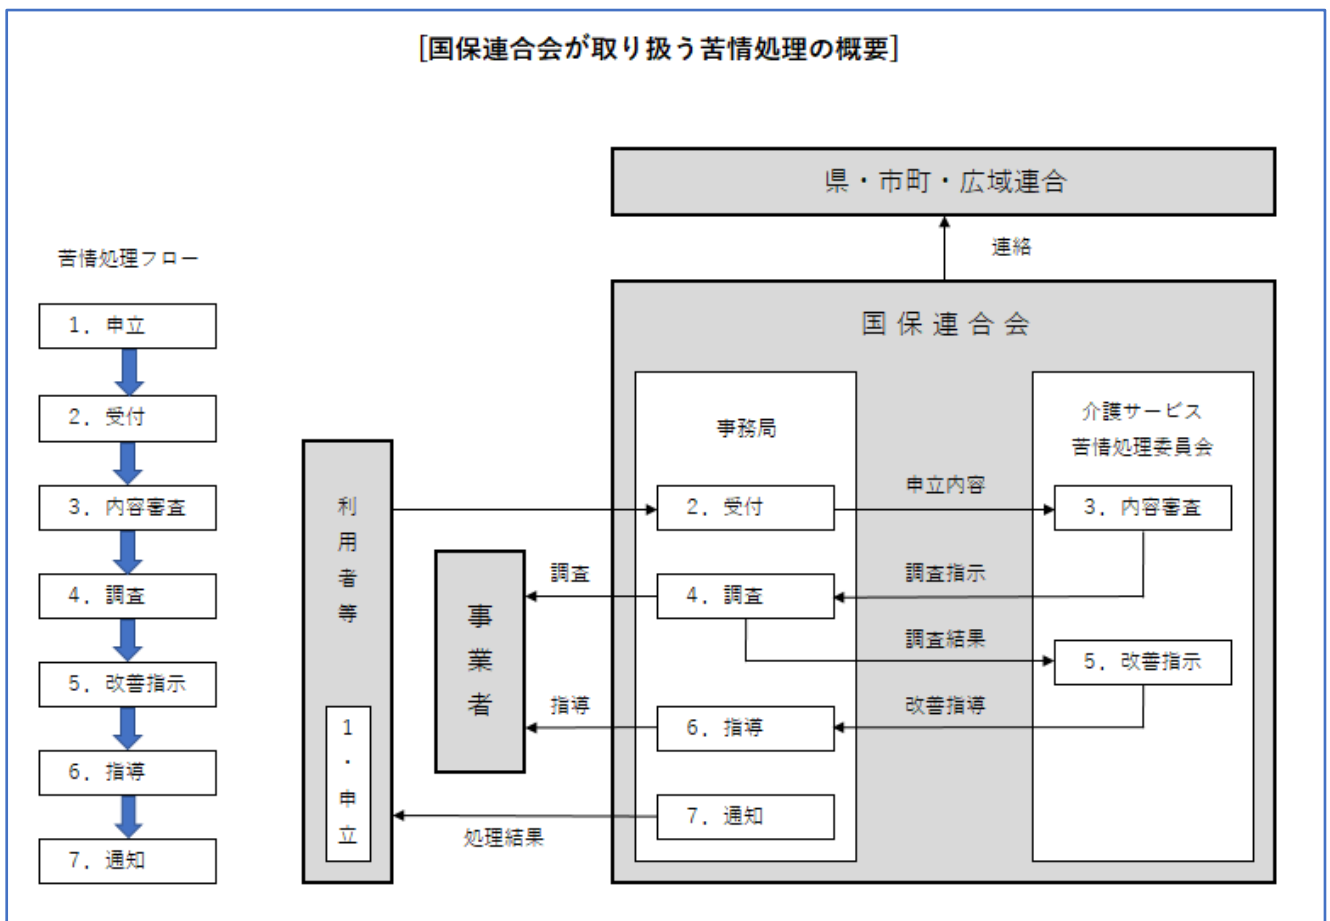 [国保連合会が取り扱う苦情処理の概要]
県・市町・広域連合
連絡
苦情処理フロー
1. 申立
2. 受付
3. 内容審査
4. 調査
5. 改善指示
6. 指導
7. 通知
利用者等
1・申立
事業者
国保連合会
事務局
2. 受付
4. 調査
6. 指導
7. 通知
介護サービス
苦情処理委員会
3. 内容審査
5. 改善指示
申立内容
調査指示
調査結果
改善指導
調査
指導
処理結果